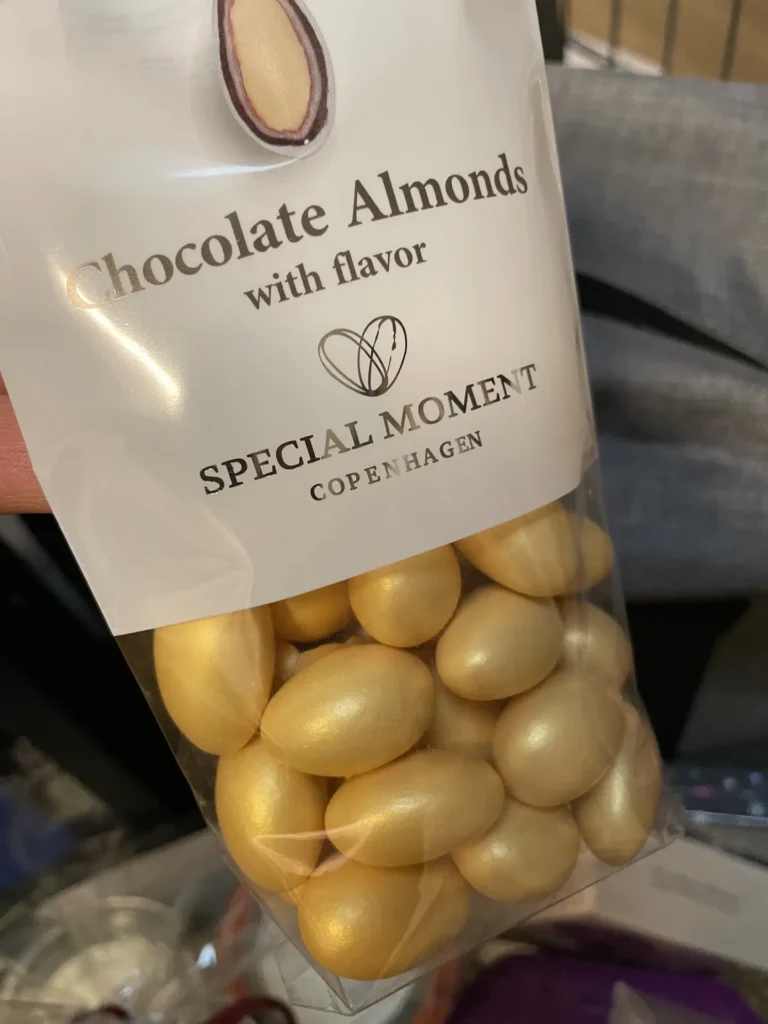 Chocolate Almonds
with flavor
SPECIAL MOMENT
COPENHAGEN